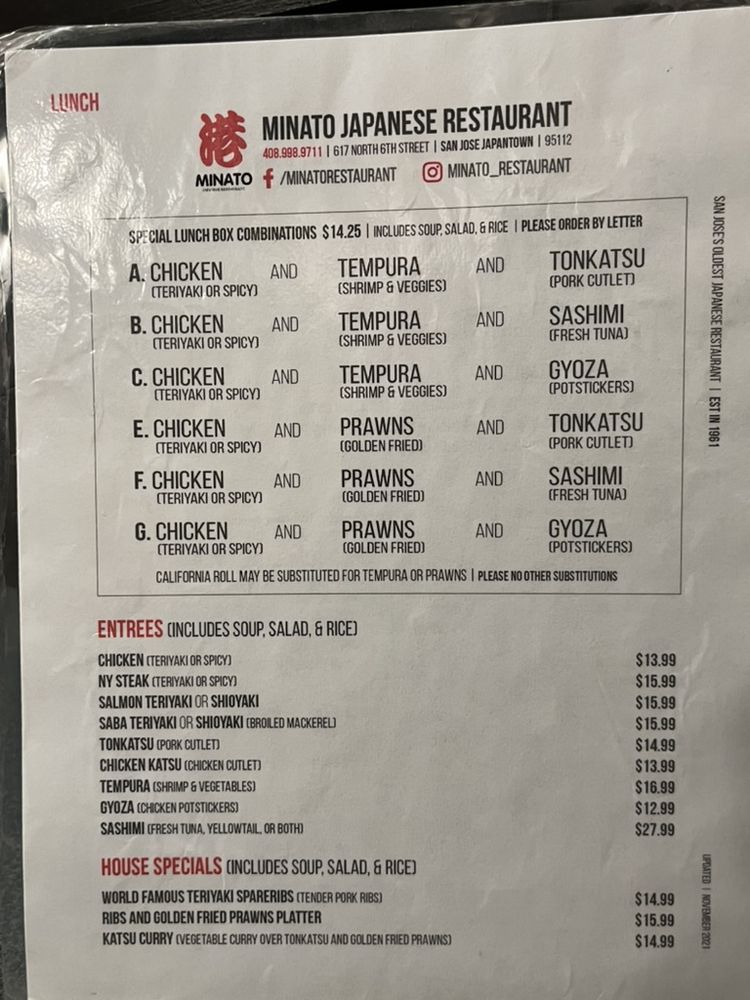 LUNCH
港
MINATO
MINATO JAPANESE RESTAURANT
408.998.9711 | 617 NORTH 6TH STREET | SAN JOSE JAPANTOWN | 95112
/MINATORESTAURANT MINATO_RESTAURANT
SPECIAL LUNCH BOX COMBINATIONS $14.25 | INCLUDES SOUP, SALAD, & RICE | PLEASE ORDER BY LETTER
A. CHICKEN AND TEMPURA AND TONKATSU
(TERIYAKI OR SPICY) (SHRIMP & VEGGIES) (PORK CUTLET)
B. CHICKEN AND TEMPURA AND SASHIMI
(TERIYAKI OR SPICY) (SHRIMP & VEGGIES) (FRESH TUNA)
C. CHICKEN AND TEMPURA AND GYOZA
(TERIYAKI OR SPICY) (SHRIMP & VEGGIES) (POTSTICKERS)
E. CHICKEN AND PRAWNS AND TONKATSU
(TERIYAKI OR SPICY) (GOLDEN FRIED) (PORK CUTLET)
F. CHICKEN AND PRAWNS AND SASHIMI
(TERIYAKI OR SPICY) (GOLDEN FRIED) (FRESH TUNA)
G. CHICKEN AND PRAWNS AND GYOZA
(TERIYAKI OR SPICY) (GOLDEN FRIED) (POTSTICKERS)
CALIFORNIA ROLL MAY BE SUBSTITUTED FOR TEMPURA OR PRAWNS | PLEASE NO OTHER SUBSTITUTIONS
ENTREES (INCLUDES SOUP, SALAD, & RICE)
CHICKEN (TERIYAKI OR SPICY) $13.99
NY STEAK (TERIYAKI OR SPICY) $15.99
SALMON TERIYAKI OR SHIOYAKI $15.99
SABA TERIYAKI OR SHIOYAKI (BROILED MACKEREL) $15.99
TONKATSU (PORK CUTLET) $14.99
CHICKEN KATSU (CHICKEN CUTLET) $13.99
TEMPURA (SHRIMP & VEGETABLES) $16.99
GYOZA (CHICKEN POTSTICKERS) $12.99
SASHIMI (FRESH TUNA, YELLOWTAIL, OR BOTH) $27.99
HOUSE SPECIALS (INCLUDES SOUP, SALAD, & RICE)
WORLD FAMOUS TERIYAKI SPARERIBS (TENDER PORK RIBS) $14.99
RIBS AND GOLDEN FRIED PRAWNS PLATTER $15.99
KATSU CURRY (VEGETABLE CURRY OVER TONKATSU AND GOLDEN FRIED PRAWNS) $14.99
SAN JOSE'S OLDEST JAPANESE RESTAURANT | EST IN 1961
UPDATED | NOVEMBER 2021